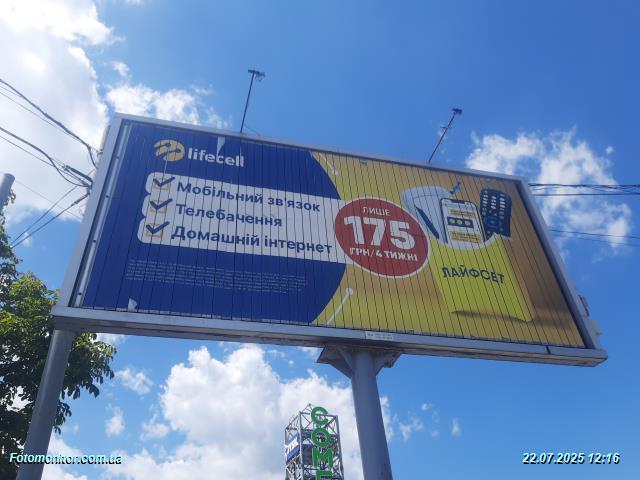 lifecell
Мобільний зв'язок
Телебачення
Домашній інтернет
ЛИШЕ
175
ГРН/4 ТИЖНІ
ЛАЙФСЕТ
COMF
Fotomonitor.com.ua
22.07.2025 12:16